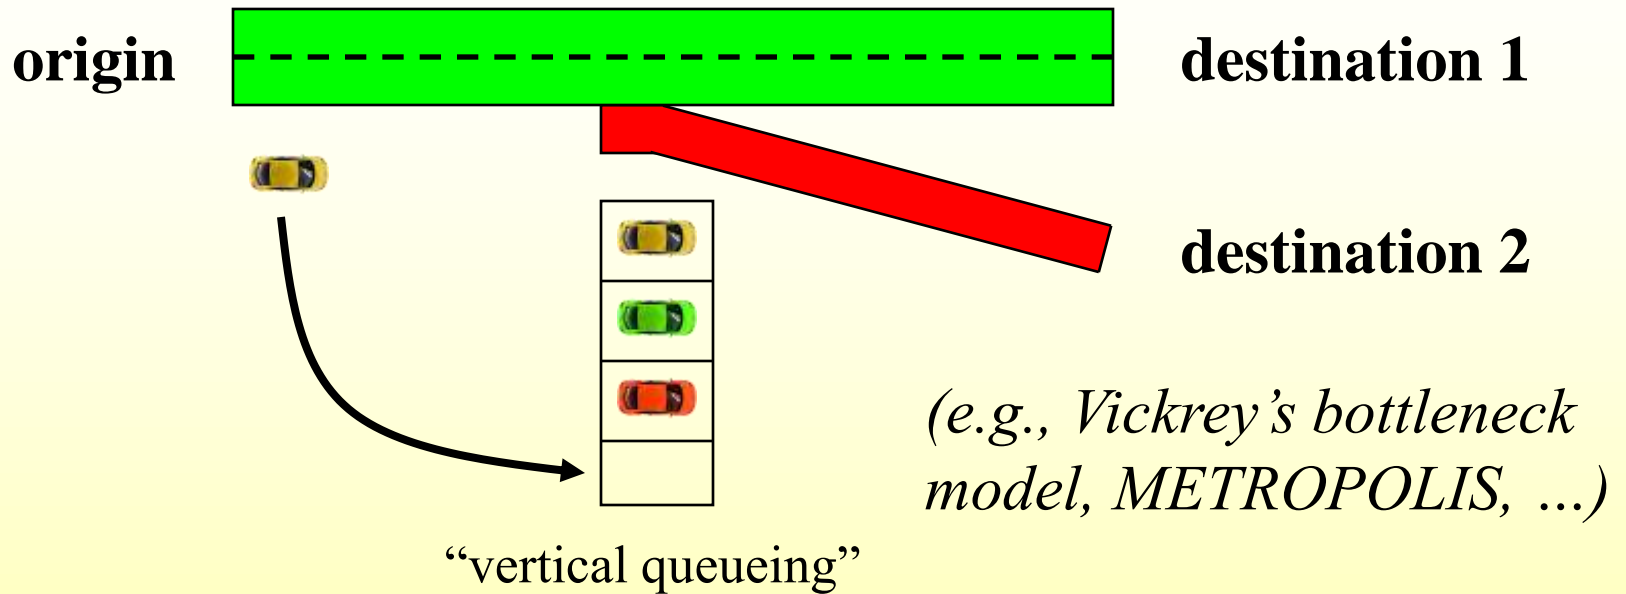 origin
destination 1
destination 2
(e.g., Vickrey’s bottleneck
model, METROPOLIS, …)
“vertical queueing”